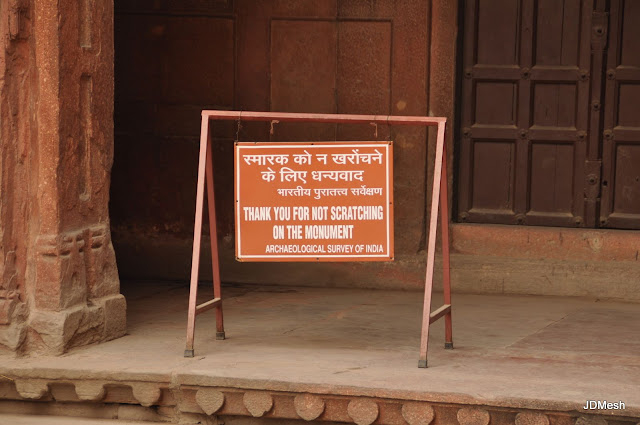 स्मारक को न खरोंचने
के लिए धन्यवाद
भारतीय पुरातत्त्व सर्वेक्षण
THANK YOU FOR NOT SCRATCHING
ON THE MONUMENT
ARCHAEOLOGICAL SURVEY OF INDIA
JDMesh